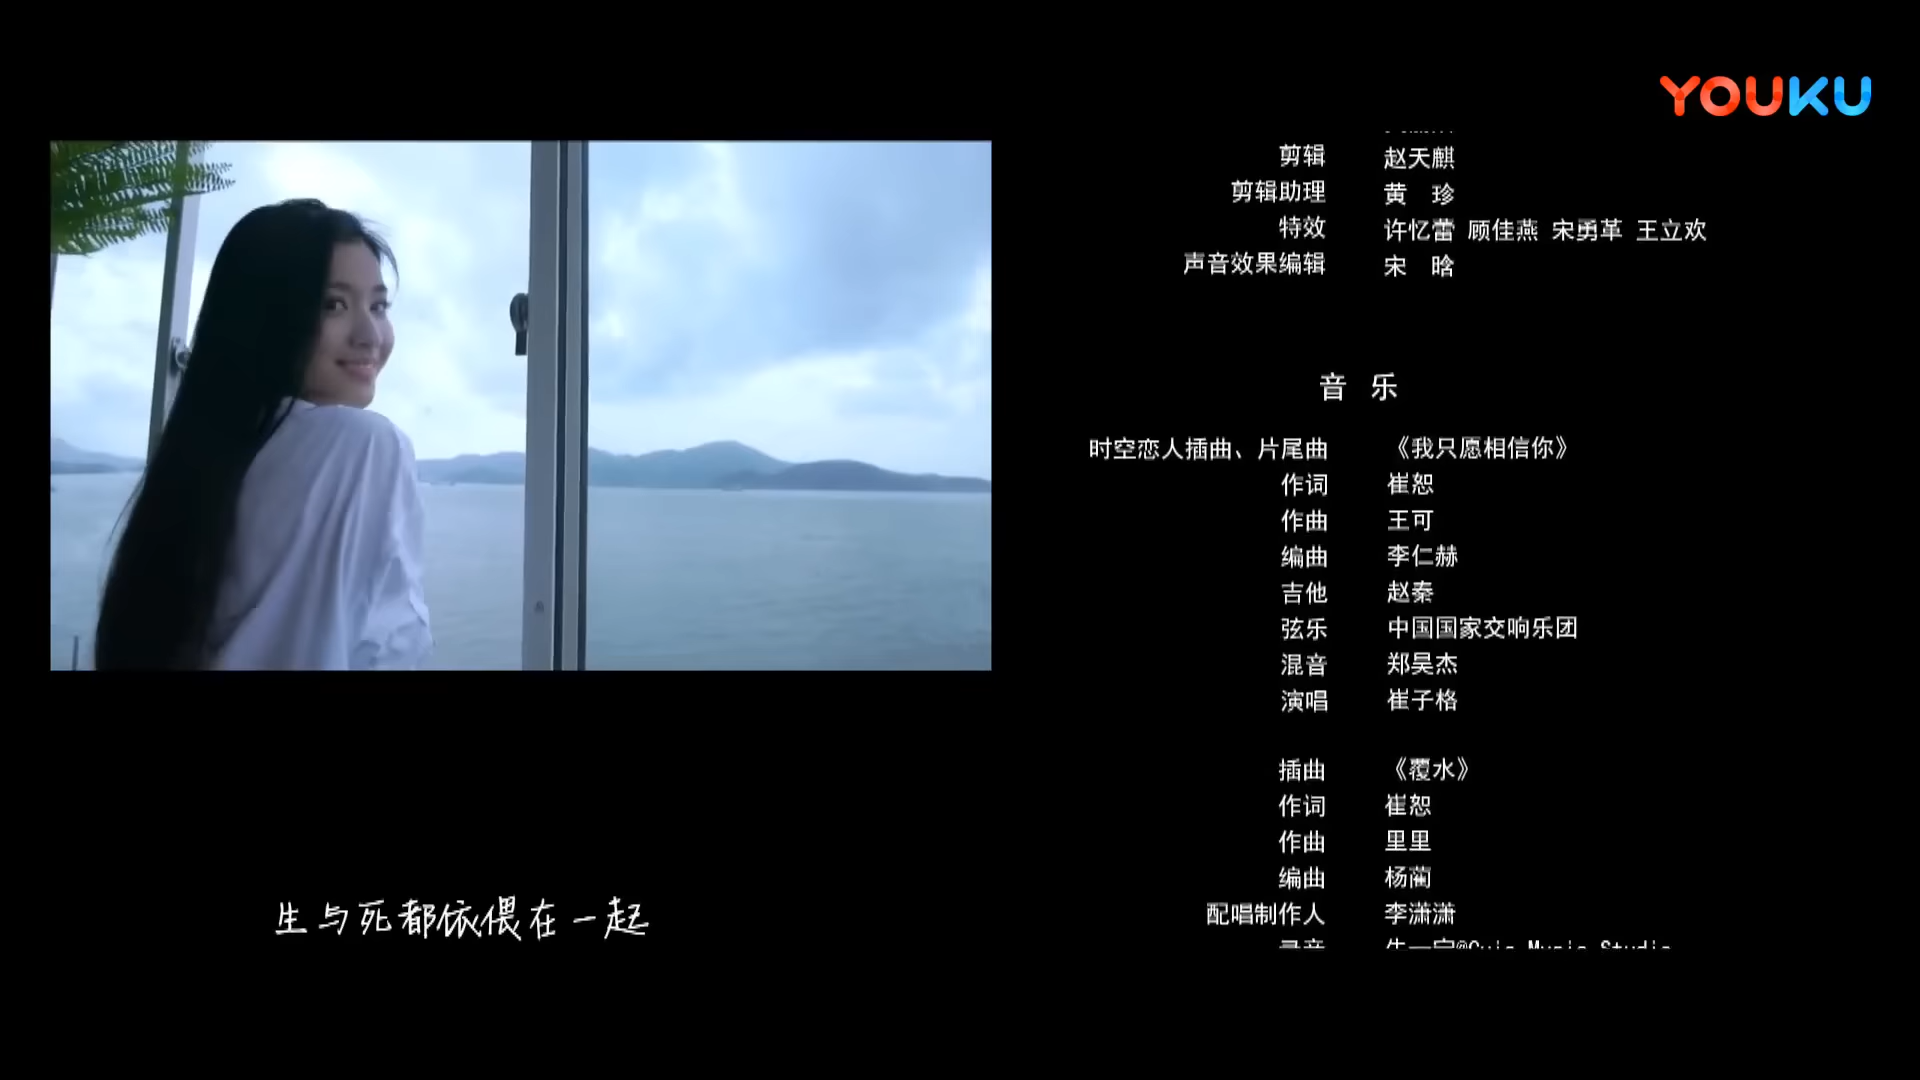 YOUKU
剪辑 赵天麒
剪辑助理 黄 珍
特效 许忆蕾 顾佳燕 宋勇革 王立欢
声音效果编辑 宋 晗
音 乐
时空恋人插曲、片尾曲 《我只愿相信你》
作词 崔恕
作曲 王可
编曲 李仁赫
吉他 赵秦
弦乐 中国国家交响乐团
混音 郑昊杰
演唱 崔子格
插曲 《覆水》
作词 崔恕
作曲 里里
编曲 杨蔺
配唱制作人 李潇潇
Music Studio
生与死都依偎在一起